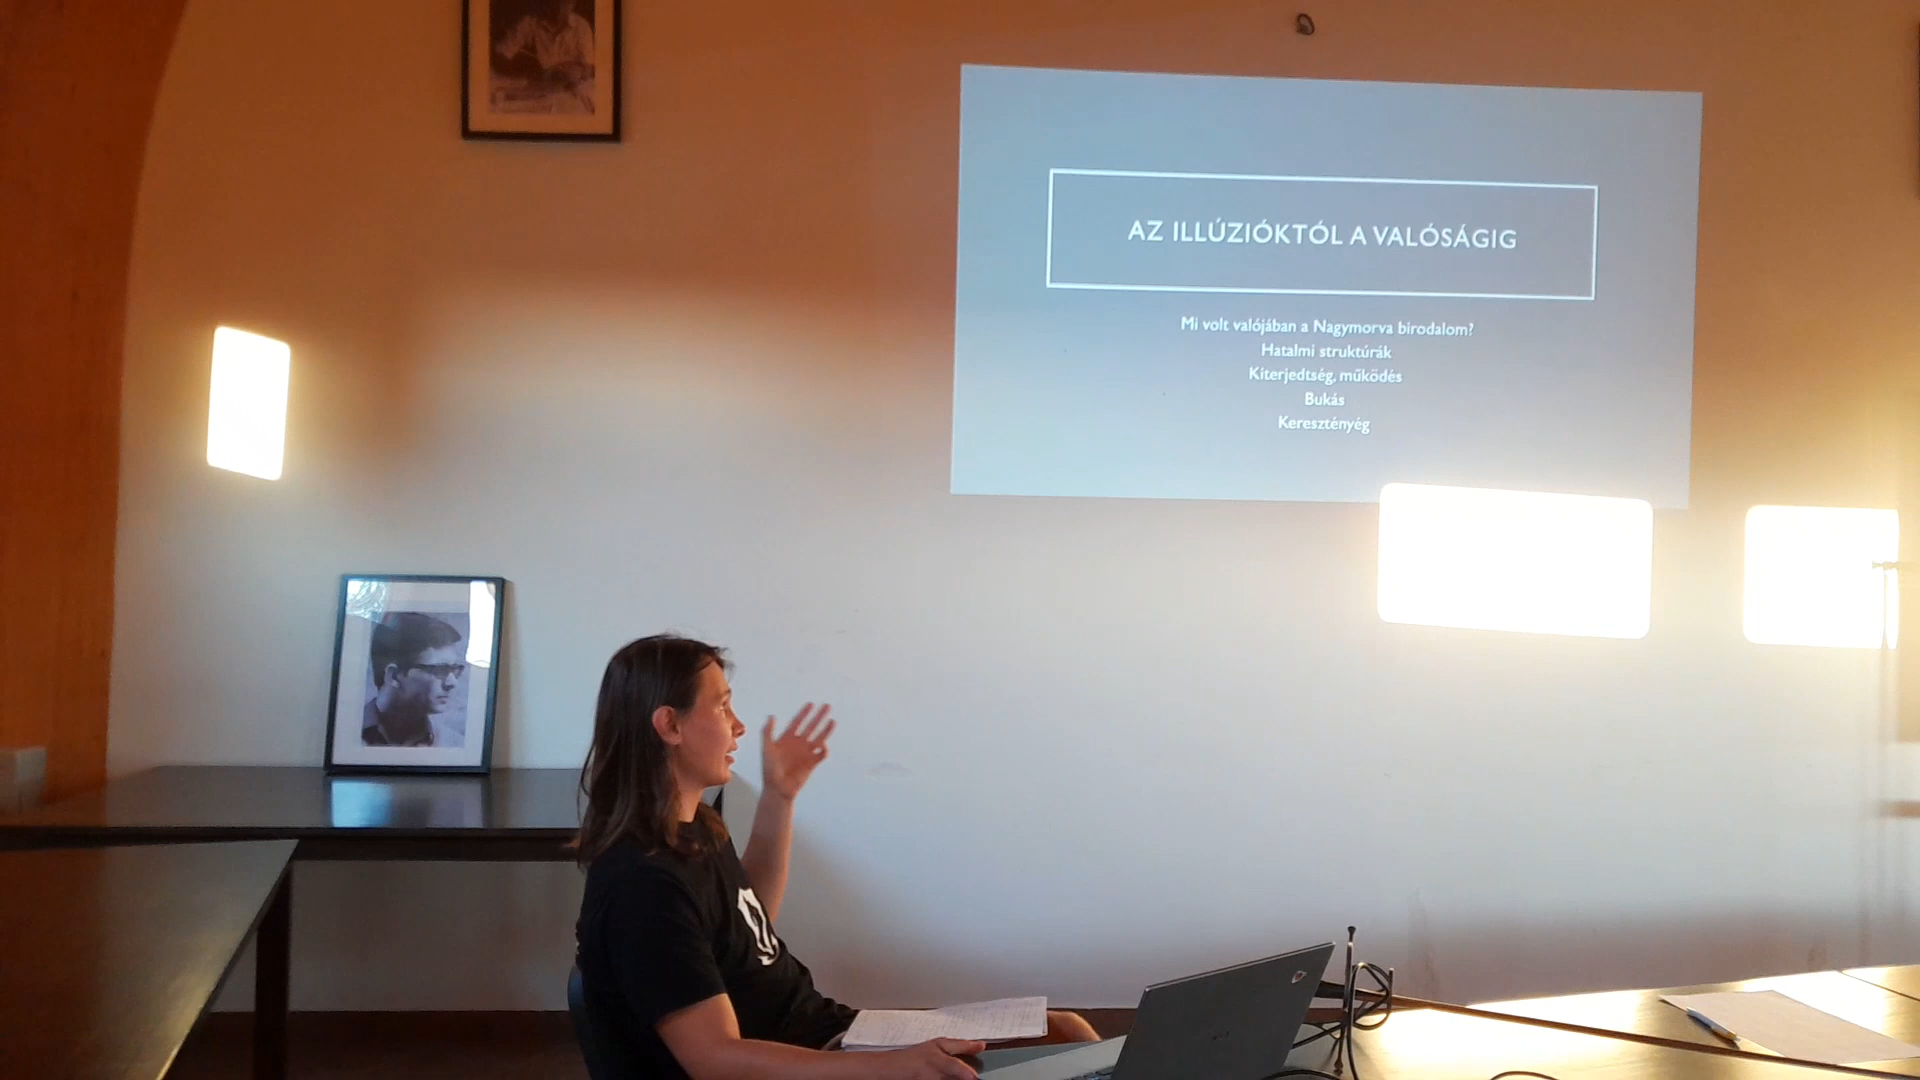 AZ ILLÚZIÓKTÓL A VALÓSÁGIG
Mi volt valójában a Nagymorva birodalom?
Hatalmi struktúrák
Kiterjedtség, működés
Bukás
Keresztényég